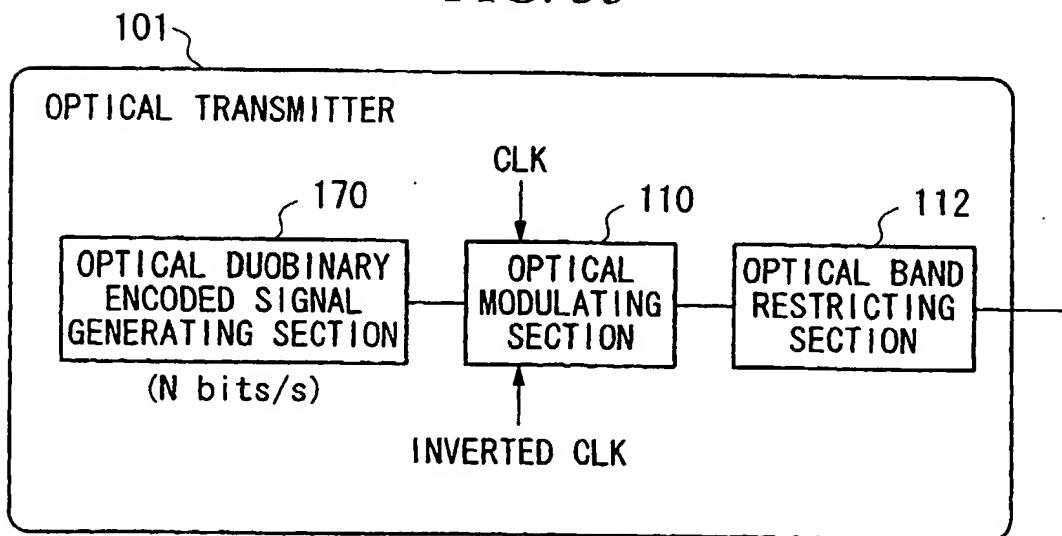 101
OPTICAL TRANSMITTER
CLK
170
110
112
OPTICAL DUOBINARY
ENCODED SIGNAL
GENERATING SECTION
OPTICAL
MODULATING
SECTION
OPTICAL BAND
RESTRICTING
SECTION
(N bits/s)
INVERTED CLK